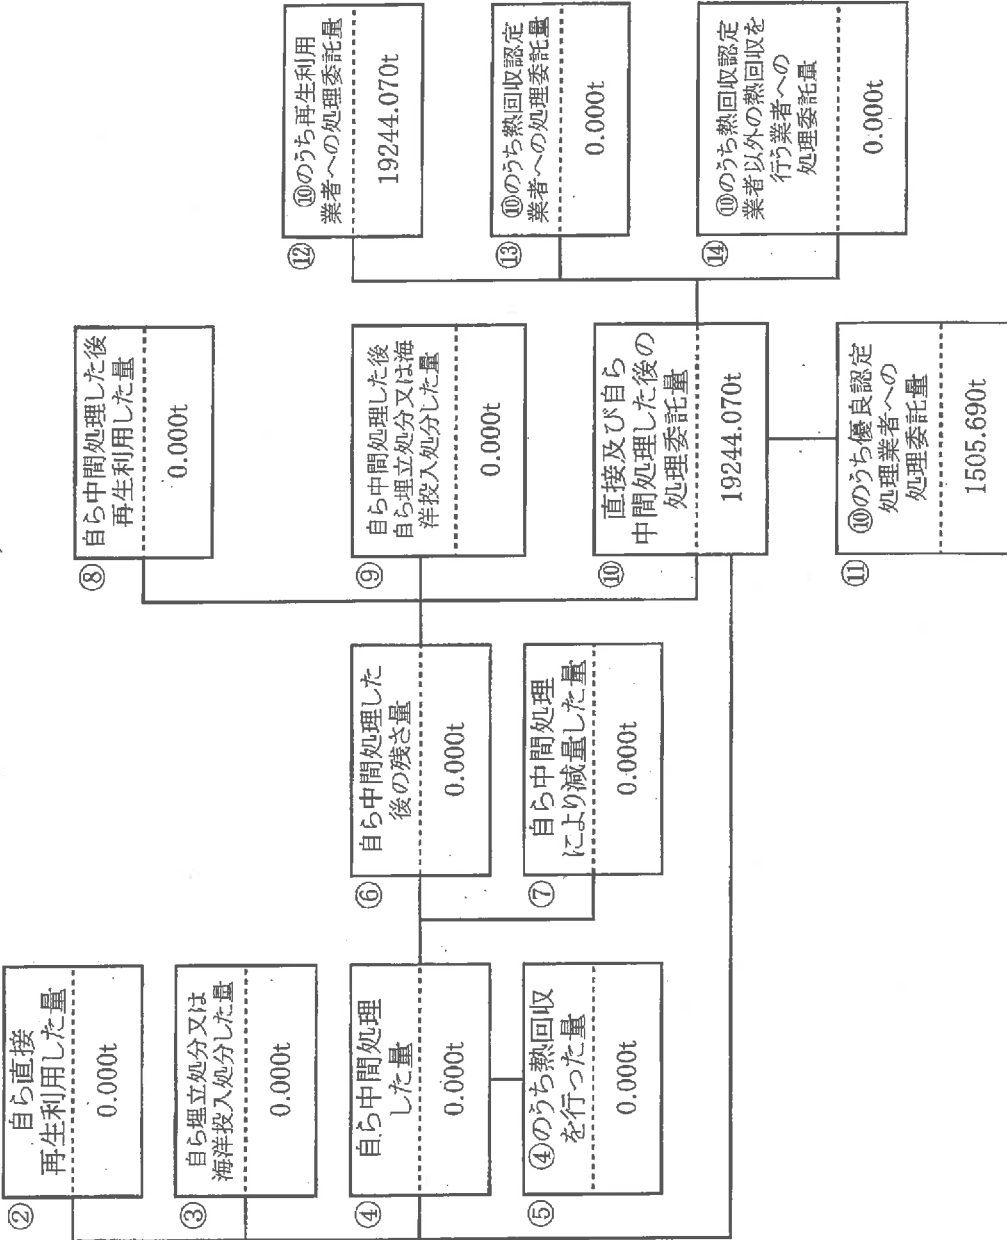 ②
自ら直接
再生利用した量
0.000t
③
自ら埋立処分又は
海洋投入処分した量
0.000t
④
自ら中間処理
した量
0.000t
⑤
④のうち熱回収
を行った量
0.000t
⑥
自ら中間処理した
後の残さ量
0.000t
⑦
自ら中間処理
により減量した量
0.000t
⑧
自ら中間処理した後
再生利用した量
0.000t
⑨
自ら中間処理した後
自ら埋立処分又は海
洋投入処分した量
0.000t
⑩
直接及び自ら
中間処理した後の
処理委託量
19244.070t
⑪
⑩のうち優良認定
処理業者への
処理委託量
1505.690t
⑫
⑩のうち再生利用
業者への処理委託量
19244.070t
⑬
⑩のうち熱回収認定
業者への処理委託量
0.000t
⑭
⑩のうち熱回収認定
業者以外の熱回収を
行う業者への
処理委託量
0.000t